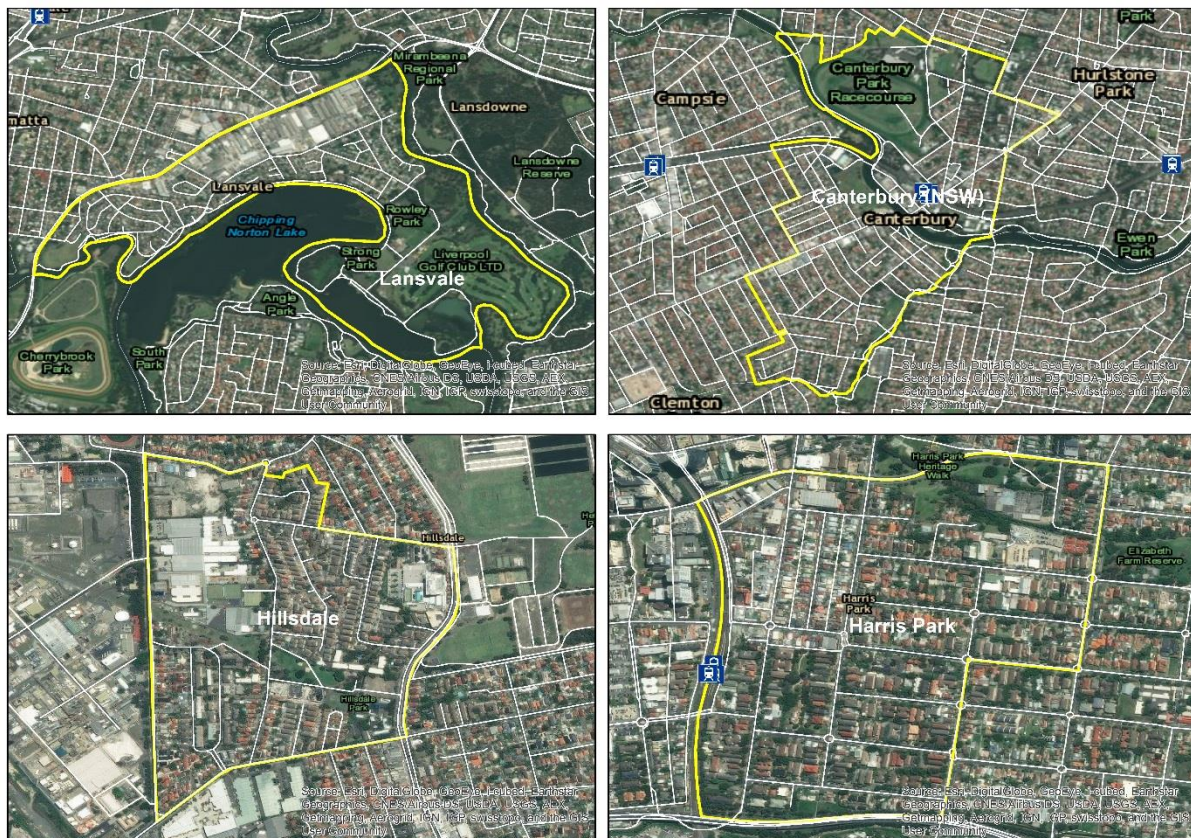 Mirambeena
Regional
Park
Lansdowne
matta
Lansdowne
Reserve
Lansvale
Chipping
Norton Lake
Rowley
Park
Strong
Park
Liverpool
Golf Club LTD
Lansvale
Angle
Park
South
Park
Cherrybrook
Park
Source: Esri, DigitalGlobe, GeoEye, i-cubed, Earthstar
Geographics, CNES/Airbus DS, USDA, USGS, AEX,
Getmapping, Aerogrid, IGN, IGP, swisstopo, and the GIS
User Community
Park
Canterbury
Park
Racecourse
Hurlstone
Park
Campsie
Canterbury (NSW)
Canterbury
Ewen
Park
Clemton
Source: Esri, DigitalGlobe, GeoEye, i-cubed, Earthstar
Geographics, CNES/Airbus DS, USDA, USGS, AEX,
Getmapping, Aerogrid, IGN, IGP, swisstopo, and the GIS
User Community
Hillsdale
Hillsdale
Hillsdale
Park
Source: Esri, DigitalGlobe, GeoEye, i-cubed, Earthstar
Geographics, CNES/Airbus DS, USDA, USGS, AEX,
Getmapping, Aerogrid, IGN, IGP, swisstopo, and the GIS
User Community
Harris Park
Heritage
Walk
Elizabeth
Farm Reserve
Harris
Park
Harris Park
Source: Esri, DigitalGlobe, GeoEye, i-cubed, Earthstar
Geographics, CNES/Airbus DS, USDA, USGS, AEX,
Getmapping, Aerogrid, IGN, IGP, swisstopo, and the GIS
User Community